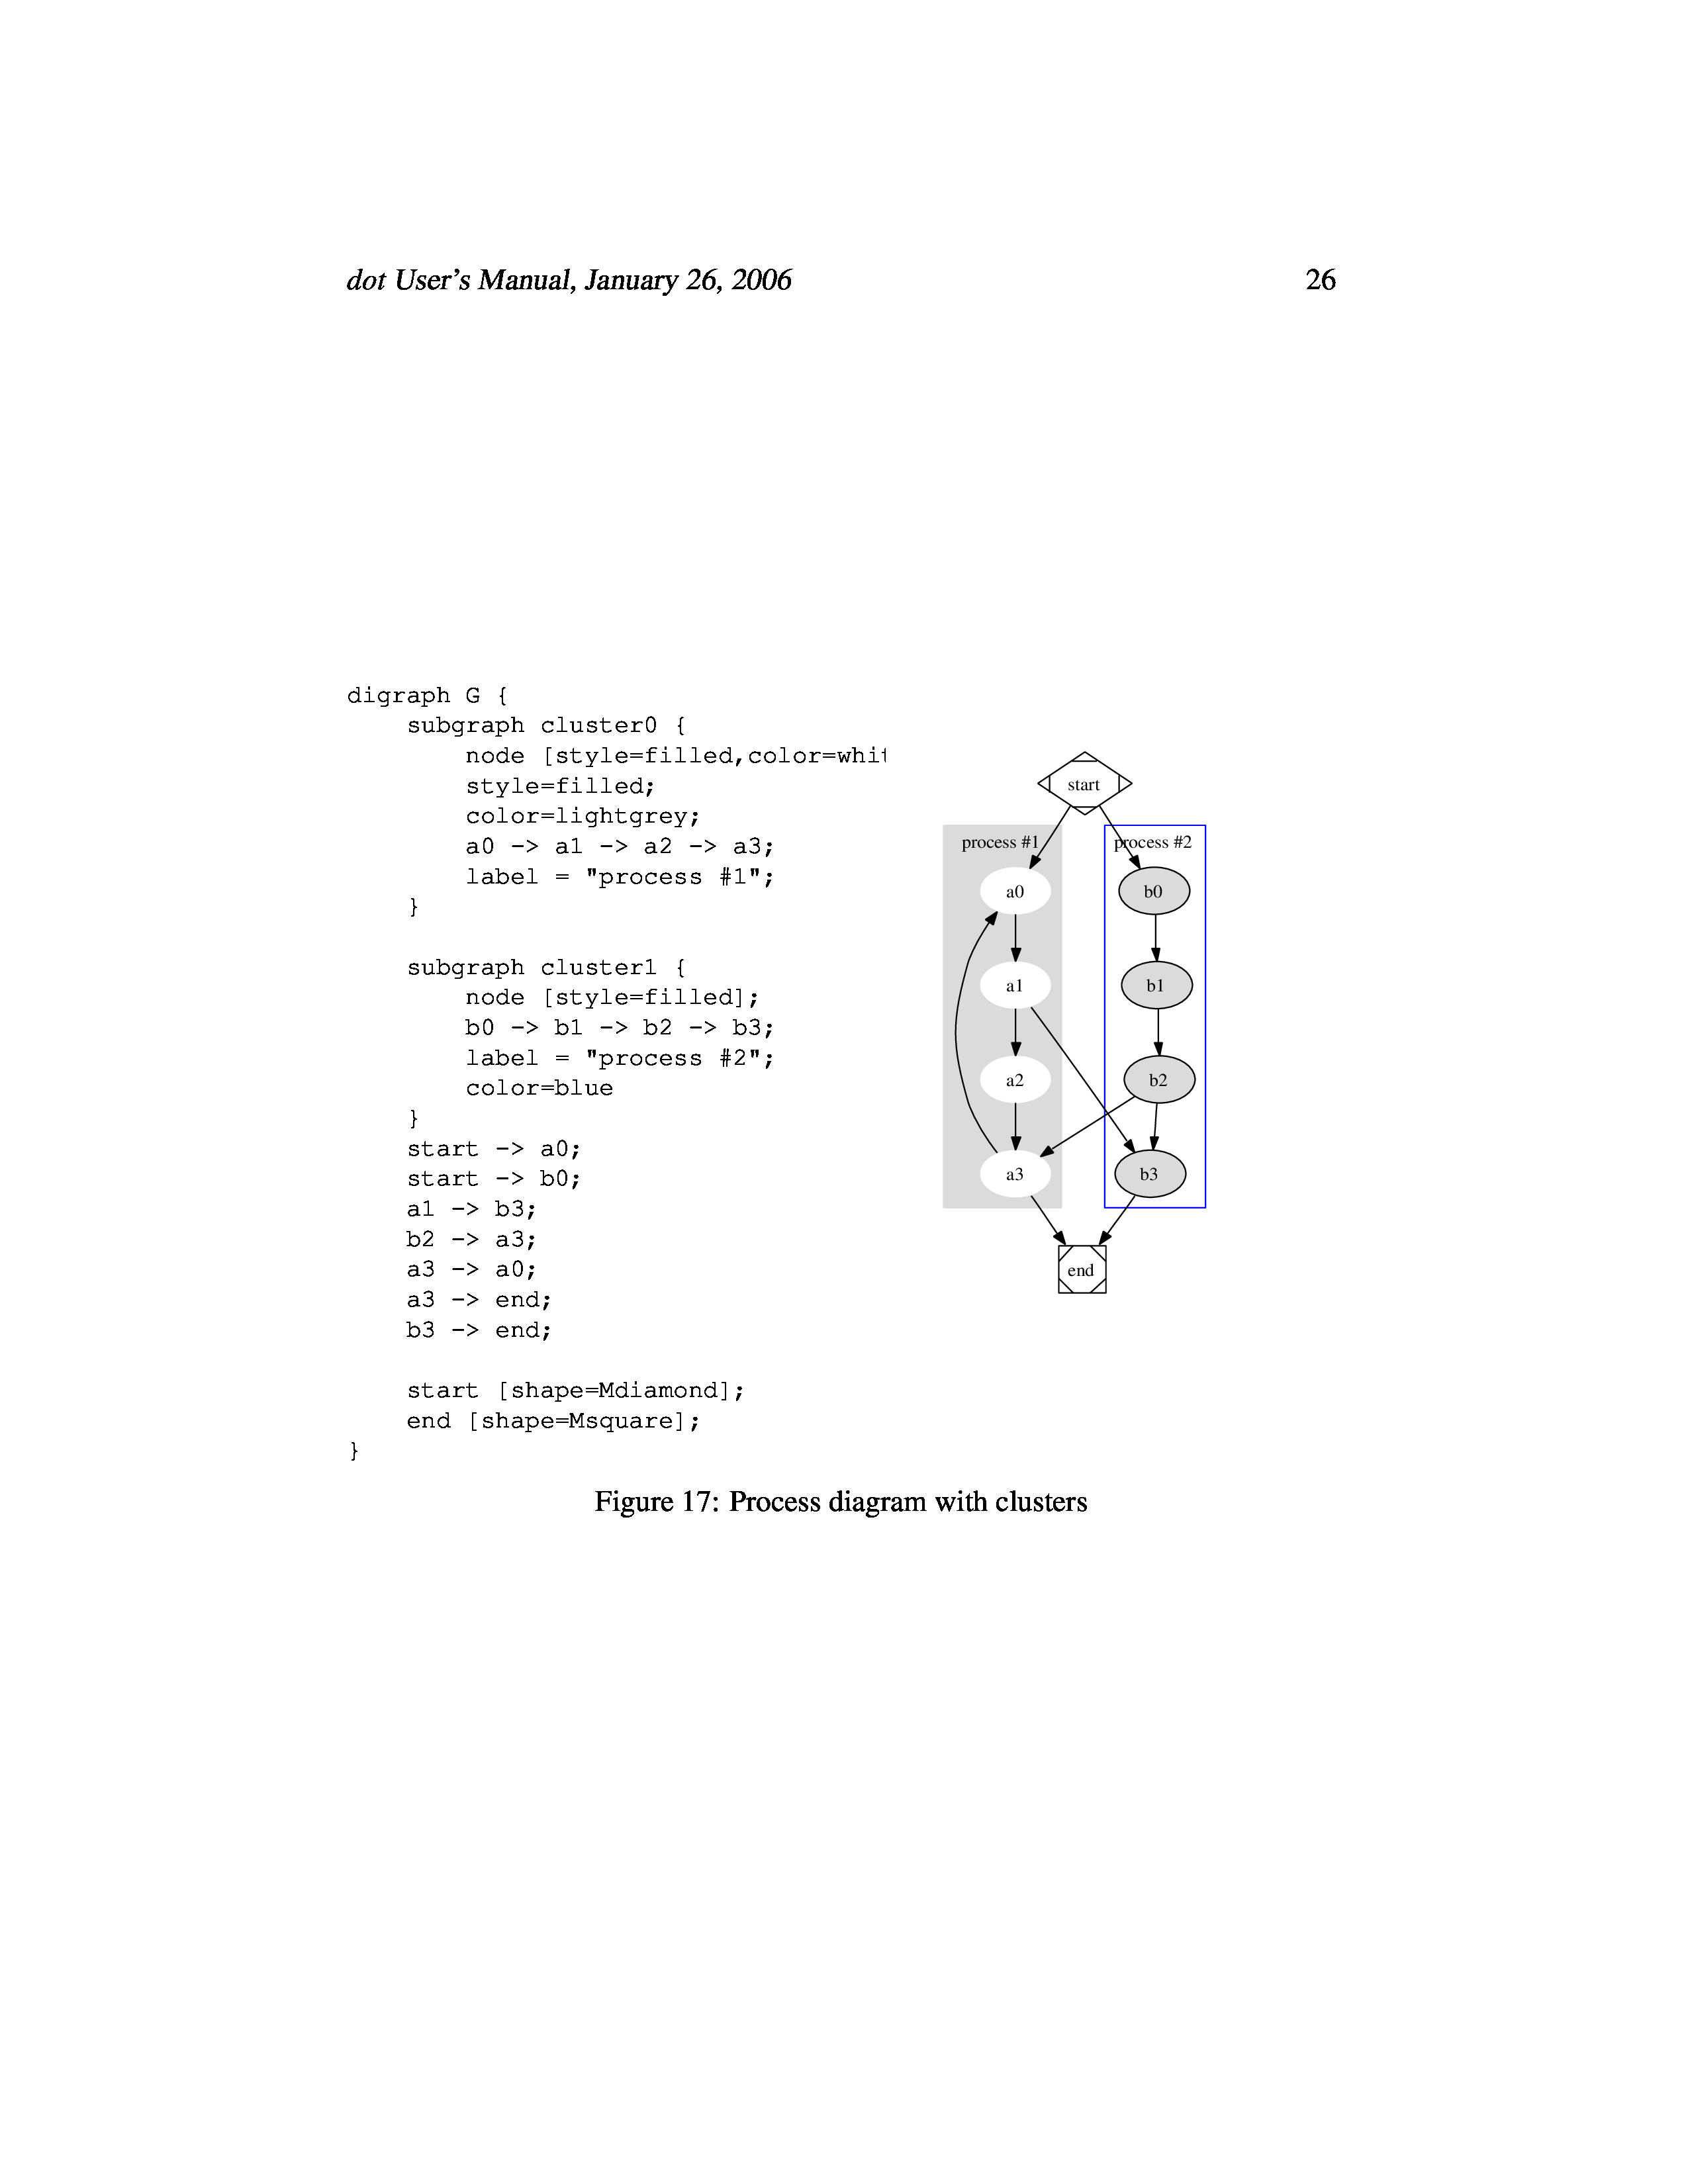 dot User's Manual, January 26, 2006 26
digraph G {
    subgraph cluster0 {
        node [style=filled,color=whit
        style=filled;
        color=lightgrey;
        a0 -> a1 -> a2 -> a3;
        label = "process #1";
    }

    subgraph cluster1 {
        node [style=filled];
        b0 -> b1 -> b2 -> b3;
        label = "process #2";
        color=blue
    }
    start -> a0;
    start -> b0;
    a1 -> b3;
    b2 -> a3;
    a3 -> a0;
    a3 -> end;
    b3 -> end;

    start [shape=Mdiamond];
    end [shape=Msquare];
}
start
process #1 process #2
a0 b0
a1 b1
a2 b2
a3 b3
end
Figure 17: Process diagram with clusters